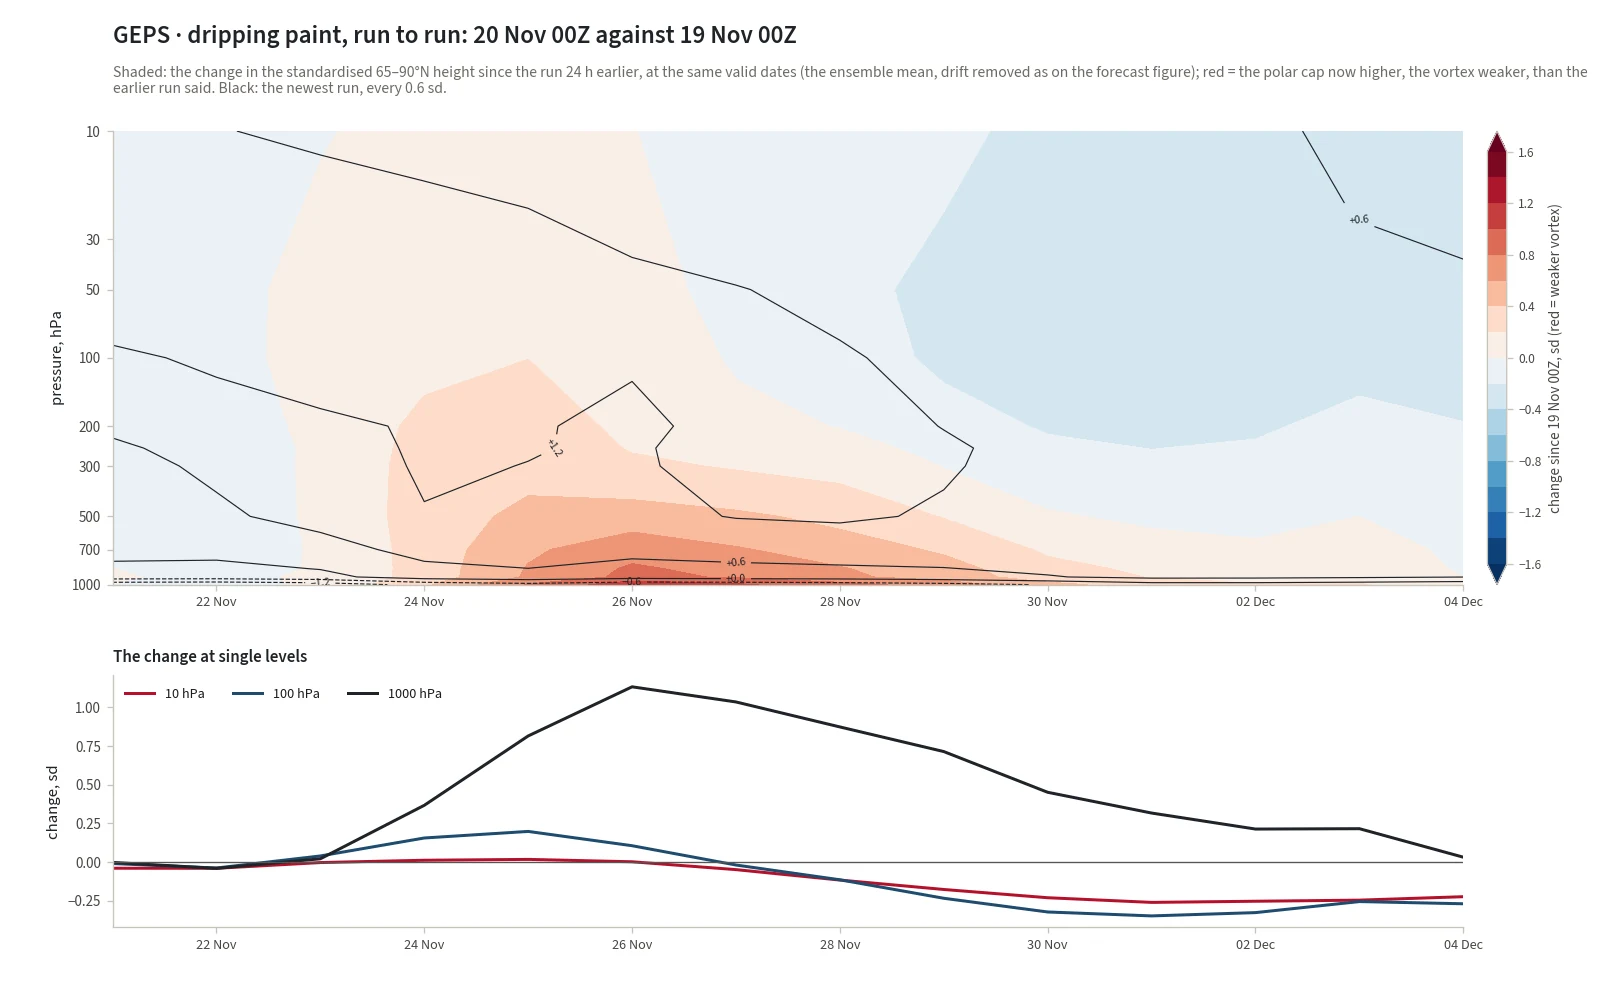 GEPS · dripping paint, run to run: 20 Nov 00Z against 19 Nov 00Z
Shaded: the change in the standardised 65–90°N height since the run 24 h earlier, at the same valid dates (the ensemble mean, drift removed as on the forecast figure); red = the polar cap now higher, the vortex weaker, than the
earlier run said. Black: the newest run, every 0.6 sd.
10
30
50
100
200
300
500
700
1000
pressure, hPa
+0.6
+1.2
+0.6
+0.0
22 Nov
24 Nov
26 Nov
28 Nov
30 Nov
02 Dec
04 Dec
1.6
1.2
0.8
0.4
0.0
−0.4
−0.8
−1.2
−1.6
change since 19 Nov 00Z, sd (red = weaker vortex)
The change at single levels
10 hPa
100 hPa
1000 hPa
1.00
0.75
0.50
0.25
0.00
−0.25
change, sd
22 Nov
24 Nov
26 Nov
28 Nov
30 Nov
02 Dec
04 Dec